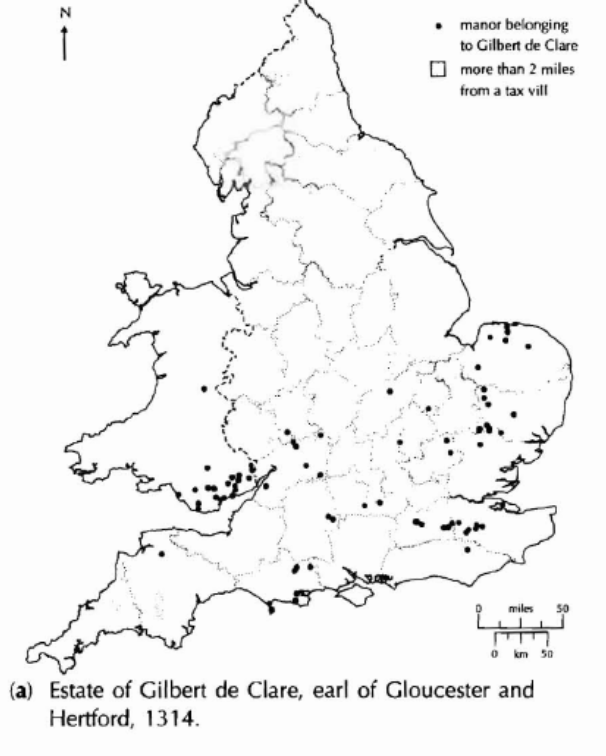 N
manor belonging
to Gilbert de Clare
more than 2 miles
from a tax vill
0 miles 50
0 km 50
(a) Estate of Gilbert de Clare, earl of Gloucester and
Hertford, 1314.